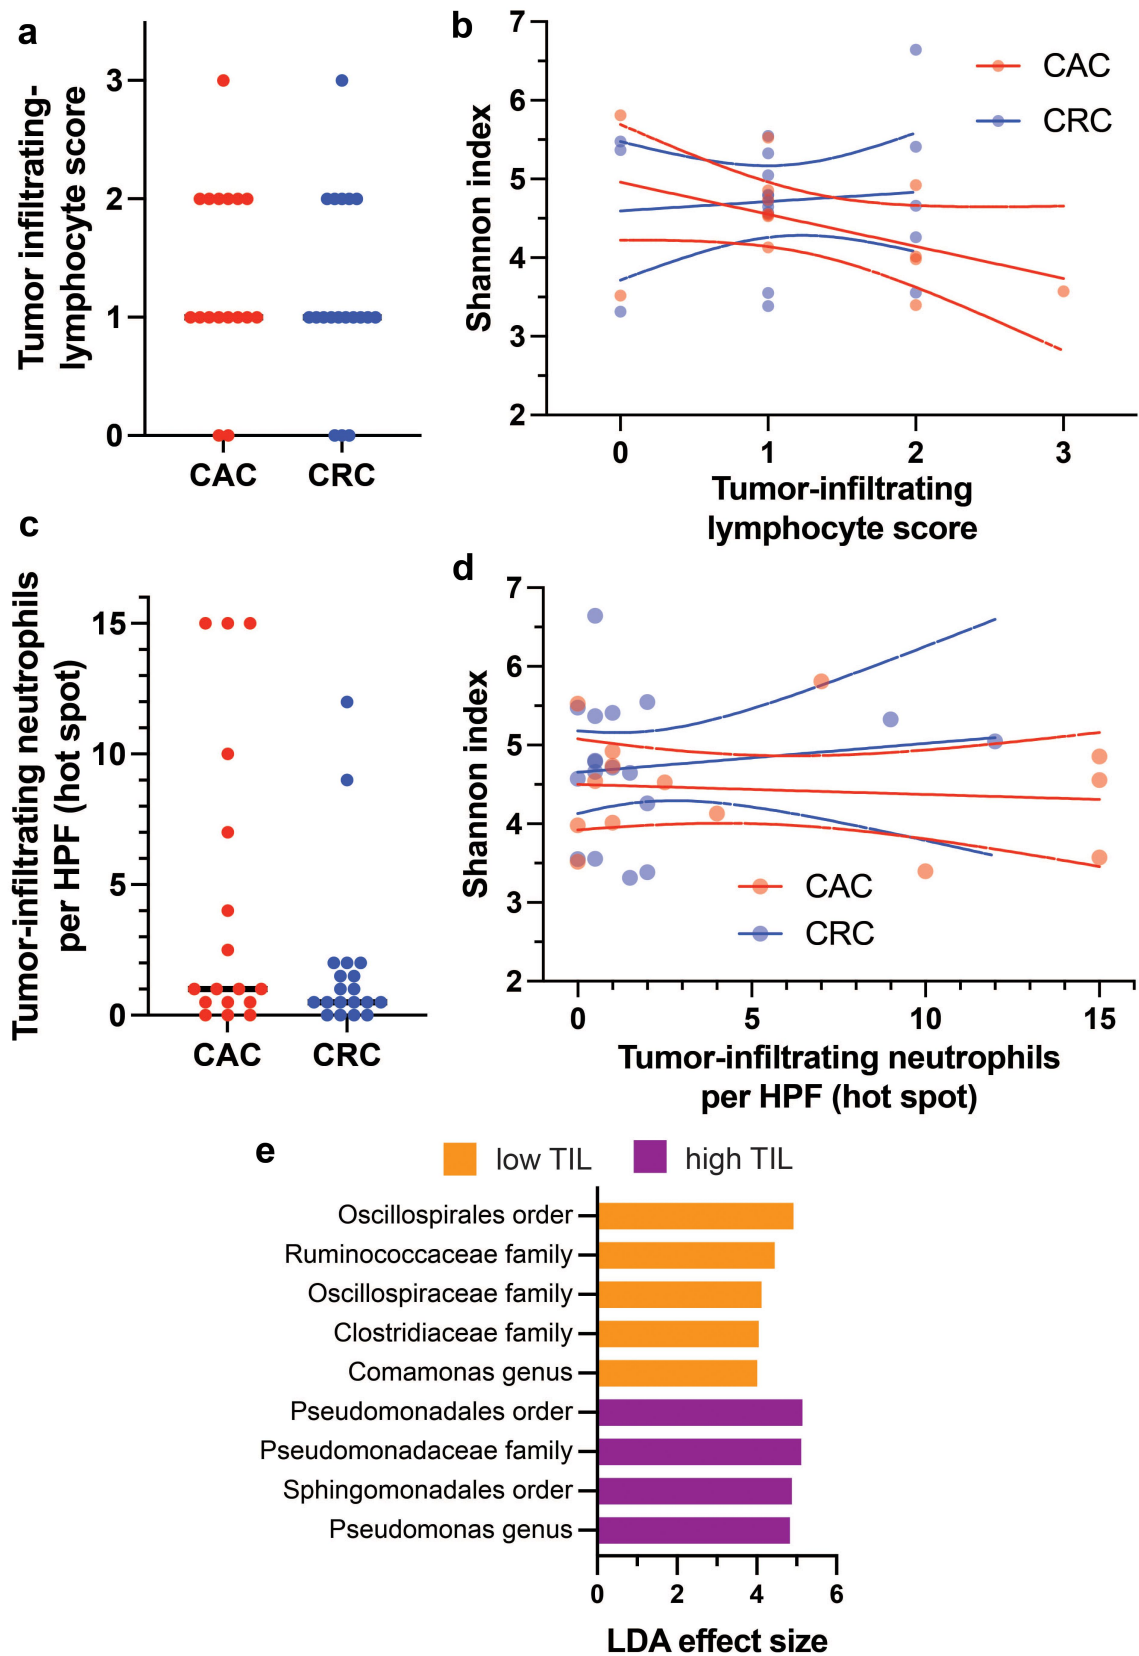 a
Tumor infiltrating-
lymphocyte score
3
2
1
0
CAC
CRC
b
Shannon index
7
6
5
4
3
2
CAC
CRC
0
1
2
3
Tumor-infiltrating
lymphocyte score
c
Tumor-infiltrating neutrophils
per HPF (hot spot)
15
10
5
0
CAC
CRC
d
Shannon index
7
6
5
4
3
2
CAC
CRC
0
5
10
15
Tumor-infiltrating neutrophils
per HPF (hot spot)
e
low TIL
high TIL
Oscillospirales order
Ruminococcaceae family
Oscillospiraceae family
Clostridiaceae family
Comamonas genus
Pseudomonadales order
Pseudomonadaceae family
Sphingomonadales order
Pseudomonas genus
0
2
4
6
LDA effect size